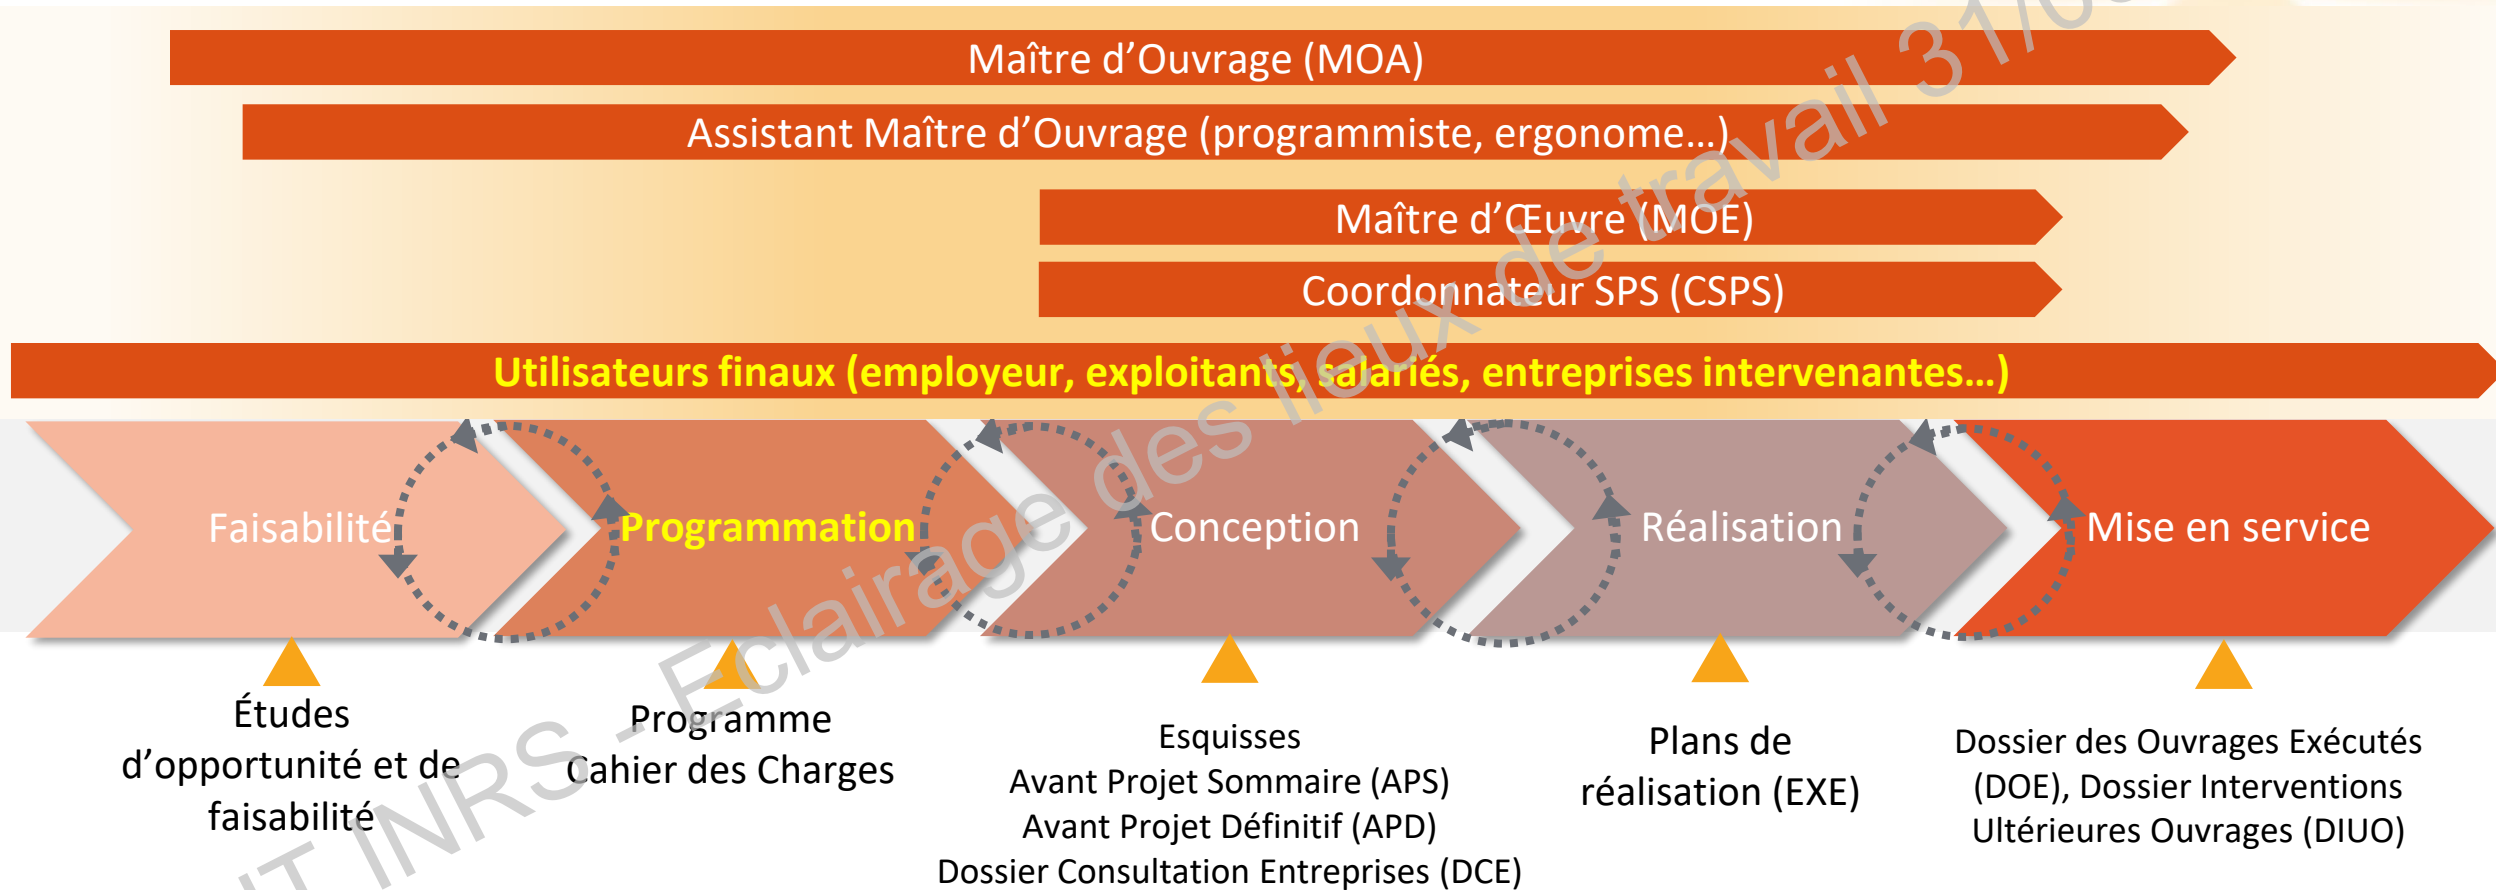 Maître d’Ouvrage (MOA)
Assistant Maître d’Ouvrage (programmiste, ergonome…)
Maître d’Œuvre (MOE)
Coordonnateur SPS (CSPS)
Utilisateurs finaux (employeur, exploitants, salariés, entreprises intervenantes…)
Faisabilité
Programmation
Conception
Réalisation
Mise en service
Études
d’opportunité et de
faisabilité
Programme
Cahier des Charges
Esquisses
Avant Projet Sommaire (APS)
Avant Projet Définitif (APD)
Dossier Consultation Entreprises (DCE)
Plans de
réalisation (EXE)
Dossier des Ouvrages Exécutés
(DOE), Dossier Interventions
Ultérieures Ouvrages (DIUO)
INRS - Eclairage des lieux de travail 31/0